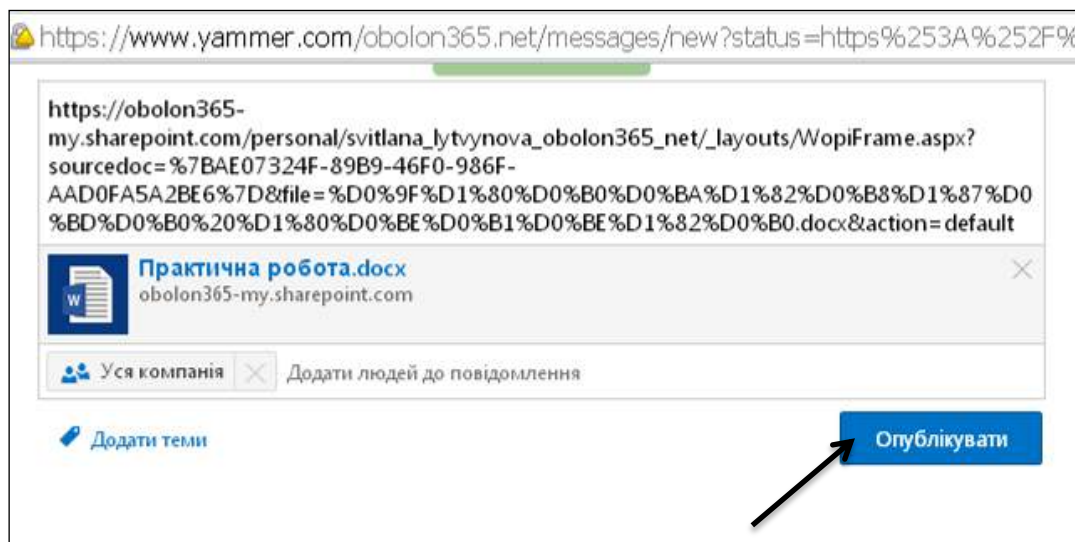 https://www.yammer.com/obolon365.net/messages/new?status=https%253A%252F%
https://obolon365-
my.sharepoint.com/personal/svitlana_lytvynova_obolon365_net/_layouts/WopiFrame.aspx?
sourcedoc=%7BAE07324F-89B9-46F0-986F-
AAD0FA5A2BE6%7D&file=%D0%9F%D1%80%D0%B0%D0%BA%D1%82%D0%B8%D1%87%D0
%BD%D0%B0%20%D1%80%D0%BE%D0%B1%D0%BE%D1%82%D0%B0.docx&action=default
Практична робота.docx
obolon365-my.sharepoint.com
Уся компанія Додати людей до повідомлення
Додати теми Опублікувати